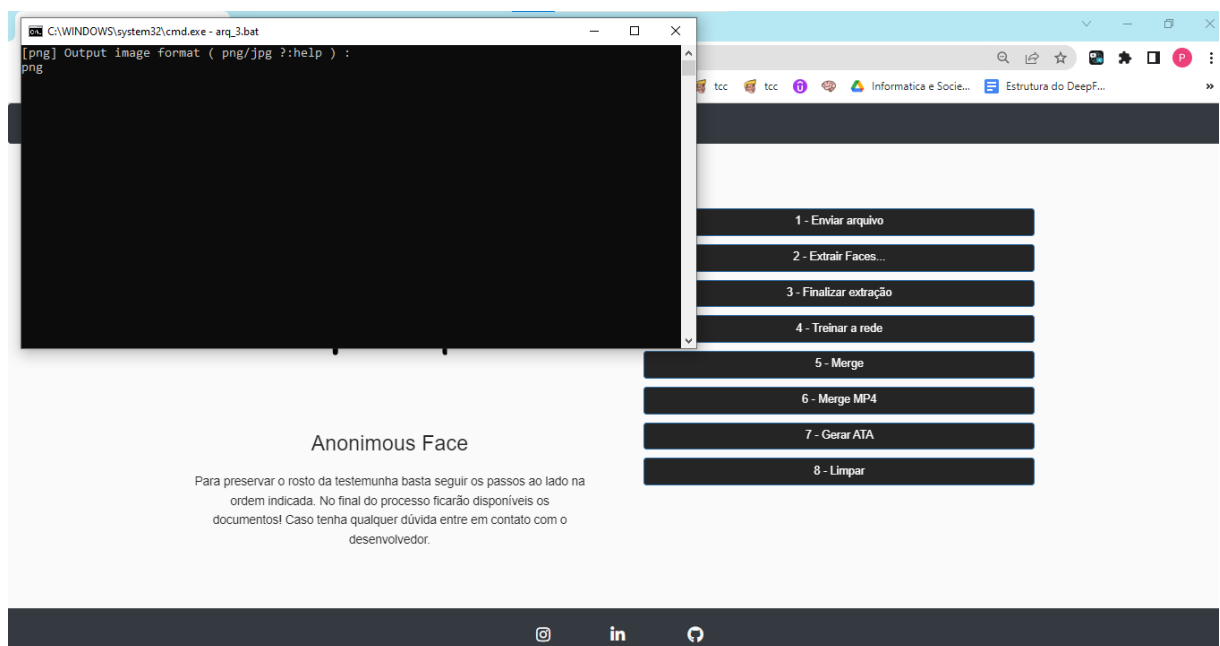 C:\WINDOWS\system32\cmd.exe - arq_3.bat
[png] Output image format ( png/jpg ?:help ) :
png
P
tcc
tcc
Informatica e Socie...
Estrutura do DeepF...
»
1 - Enviar arquivo
2 - Extrair Faces...
3 - Finalizar extração
4 - Treinar a rede
5 - Merge
6 - Merge MP4
7 - Gerar ATA
8 - Limpar
Anonimous Face
Para preservar o rosto da testemunha basta seguir os passos ao lado na
ordem indicada. No final do processo ficarão disponíveis os
documentos! Caso tenha qualquer dúvida entre em contato com o
desenvolvedor.
in